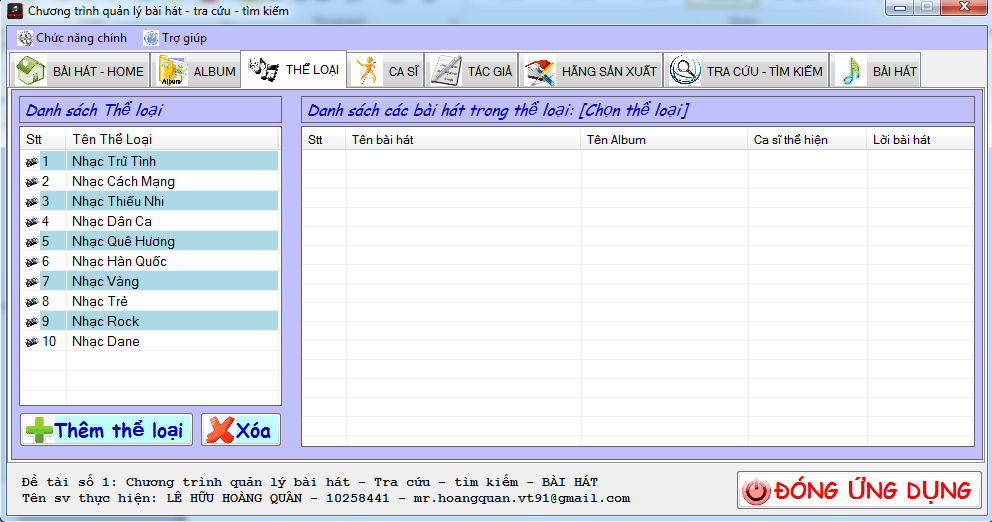 Chương trình quản lý bài hát - tra cứu - tìm kiếm
Chức năng chính Trợ giúp
BÀI HÁT - HOME Album ALBUM THỂ LOẠI CA SĨ TÁC GIẢ HÃNG SẢN XUẤT TRA CỨU - TÌM KIẾM BÀI HÁT
Danh sách Thể loại
Stt Tên Thể Loại
1 Nhạc Trữ Tình
2 Nhạc Cách Mạng
3 Nhạc Thiếu Nhi
4 Nhạc Dân Ca
5 Nhạc Quê Hương
6 Nhạc Hàn Quốc
7 Nhạc Vàng
8 Nhạc Trẻ
9 Nhạc Rock
10 Nhạc Dane
Thêm thể loại Xóa
Danh sách các bài hát trong thể loại: [Chọn thể loại]
Stt Tên bài hát Tên Album Ca sĩ thể hiện Lời bài hát
Đề tài số 1: Chương trình quản lý bài hát - Tra cứu - tìm kiếm - BÀI HÁT
Tên sv thực hiện: LÊ HỮU HOÀNG QUÂN - 10258441 - mr.hoangquan.vt91@gmail.com
ĐÓNG ỨNG DỤNG